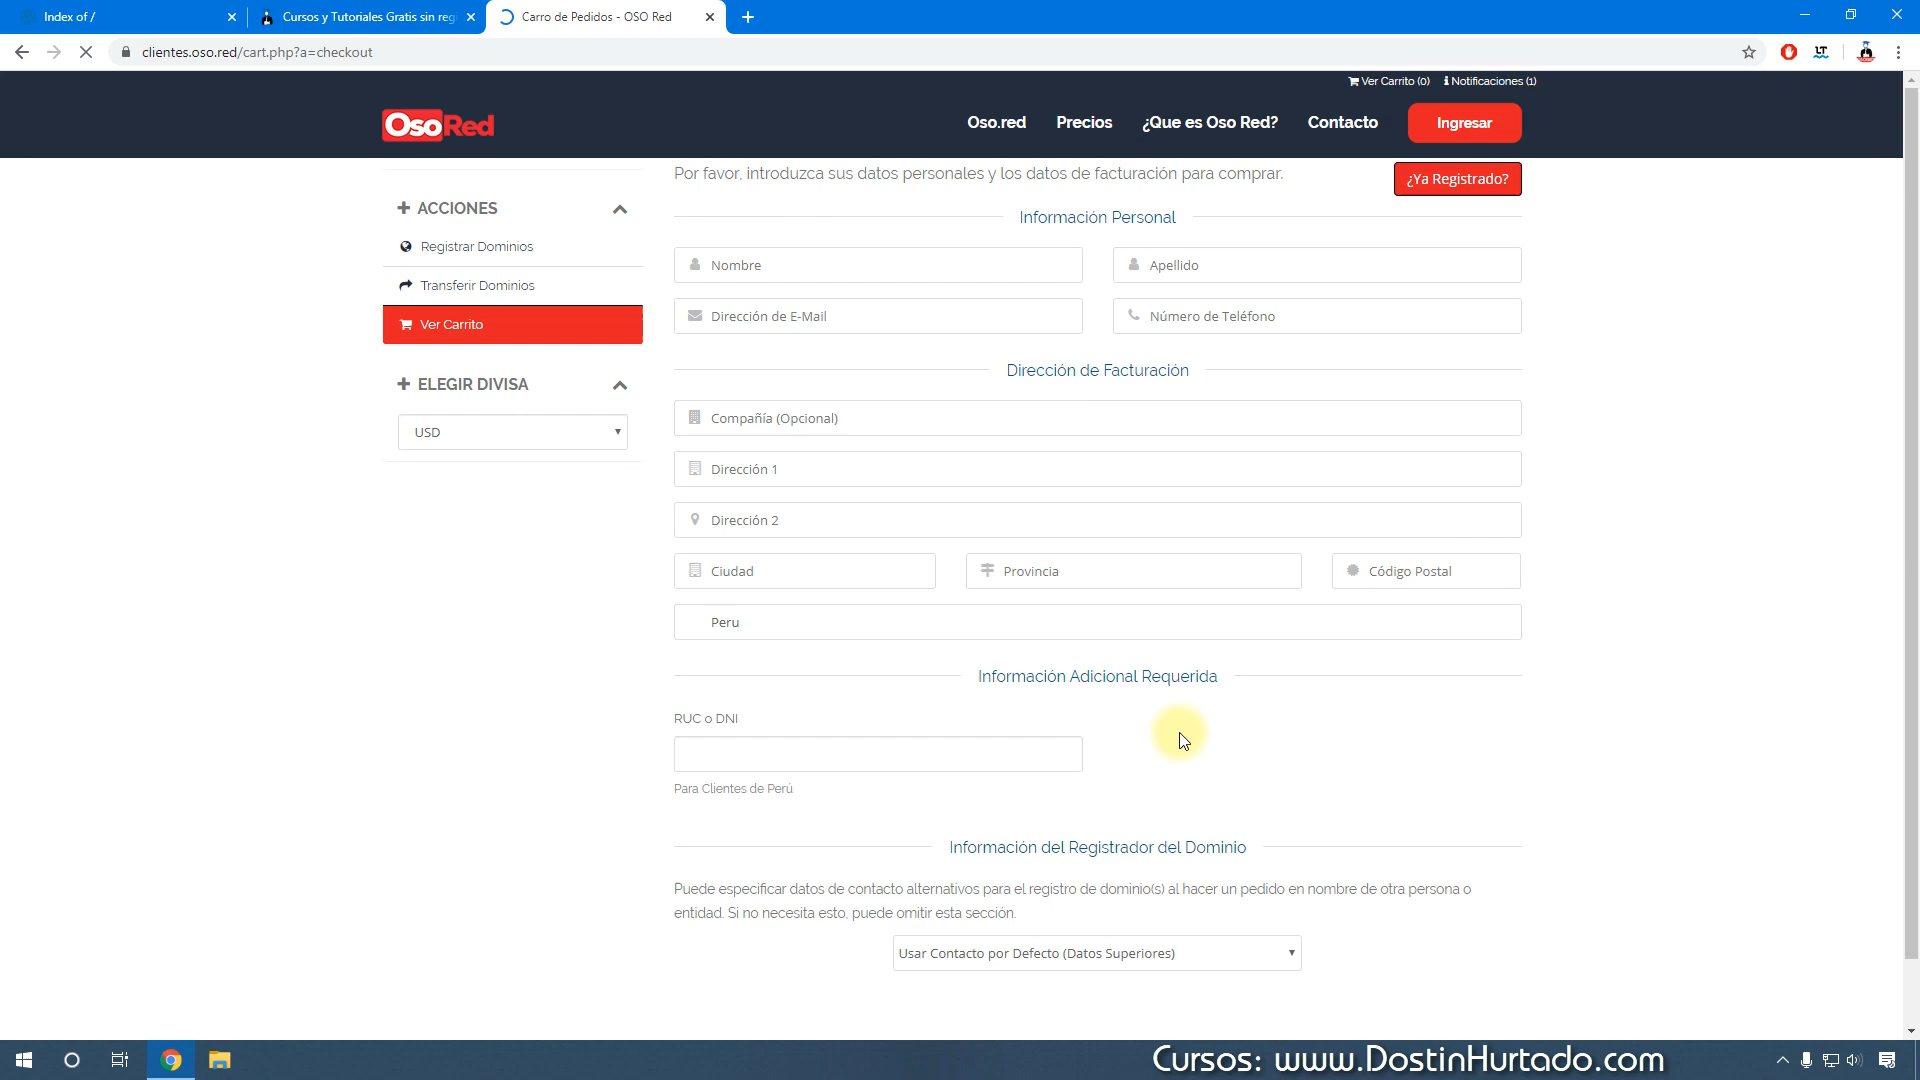 Index of /
Cursos y Tutoriales Gratis sin reg
Carro de Pedidos - OSO Red
clientes.oso.red/cart.php?a=checkout
Ver Carrito (0)
Notificaciones (1)
OsoRed
Oso.red
Precios
¿Que es Oso Red?
Contacto
Ingresar
Por favor, introduzca sus datos personales y los datos de facturación para comprar.
¿Ya Registrado?
ACCIONES
Registrar Dominios
Transferir Dominios
Ver Carrito
ELEGIR DIVISA
USD
Información Personal
Nombre
Apellido
Dirección de E-Mail
Número de Teléfono
Dirección de Facturación
Compañía (Opcional)
Dirección 1
Dirección 2
Ciudad
Provincia
Código Postal
Peru
Información Adicional Requerida
RUC o DNI
Para Clientes de Perú
Información del Registrador del Dominio
Puede especificar datos de contacto alternativos para el registro de dominio(s) al hacer un pedido en nombre de otra persona o
entidad. Si no necesita esto, puede omitir esta sección.
Usar Contacto por Defecto (Datos Superiores)
Cursos: www.DostinHurtado.com